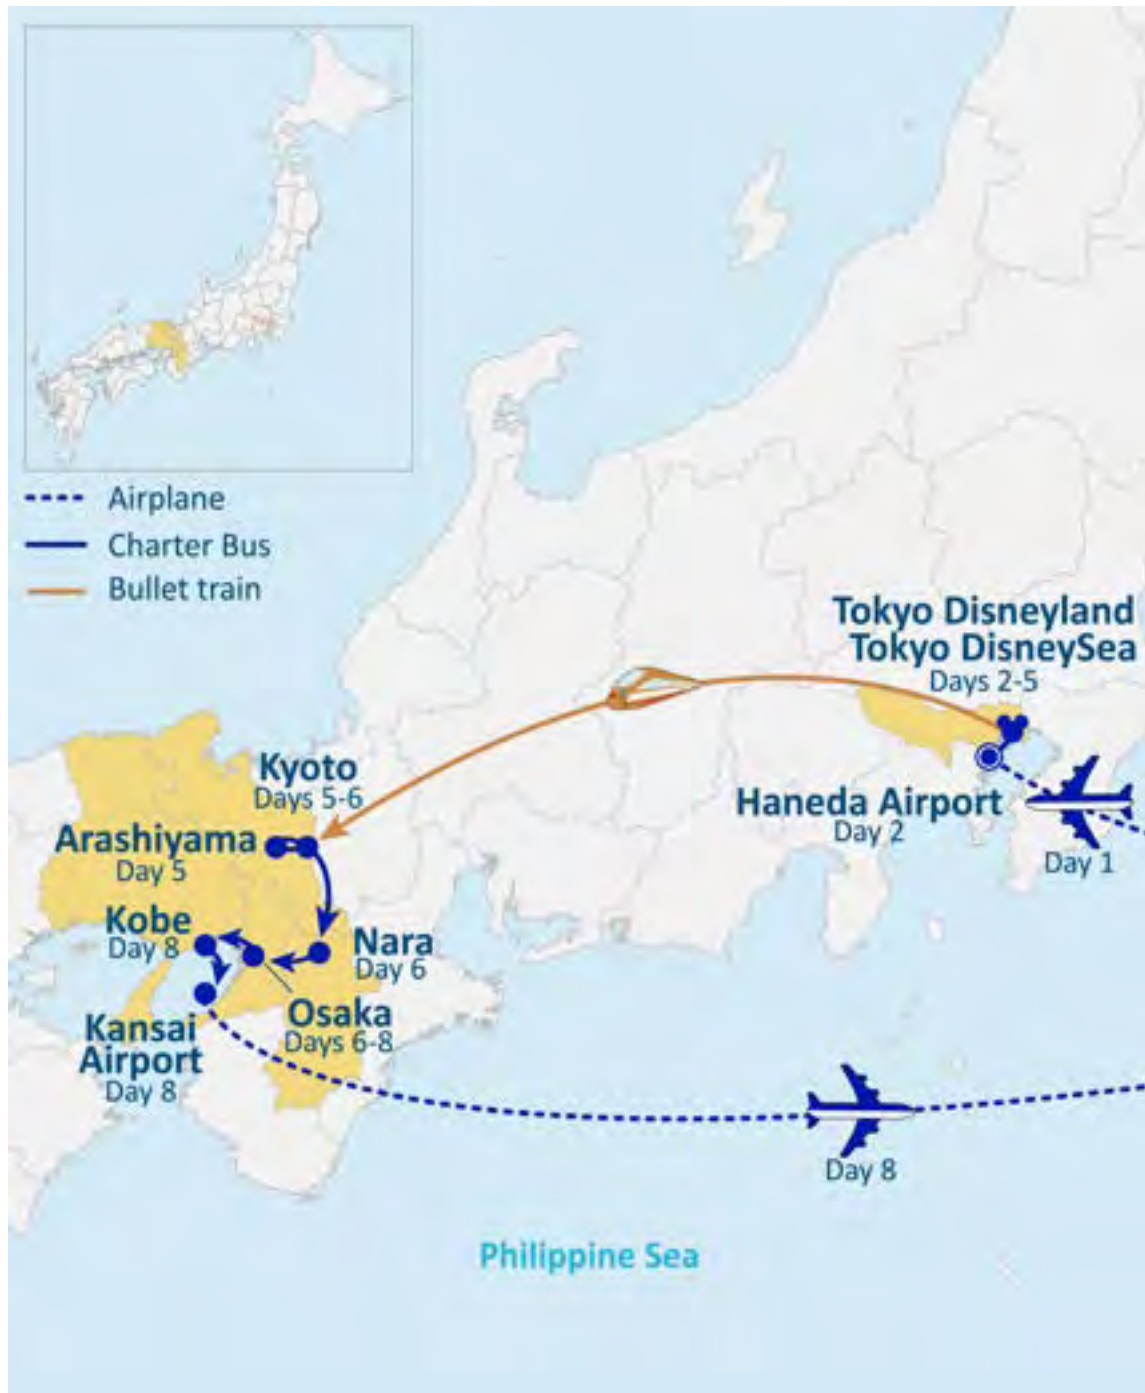 Airplane
Charter Bus
Bullet train
Tokyo Disneyland
Tokyo DisneySea
Days 2-5
Kyoto
Days 5-6
Haneda Airport
Day 2
Day 1
Arashiyama
Day 5
Kobe
Day 8
Nara
Day 6
Osaka
Days 6-8
Kansai
Airport
Day 8
Day 8
Philippine Sea